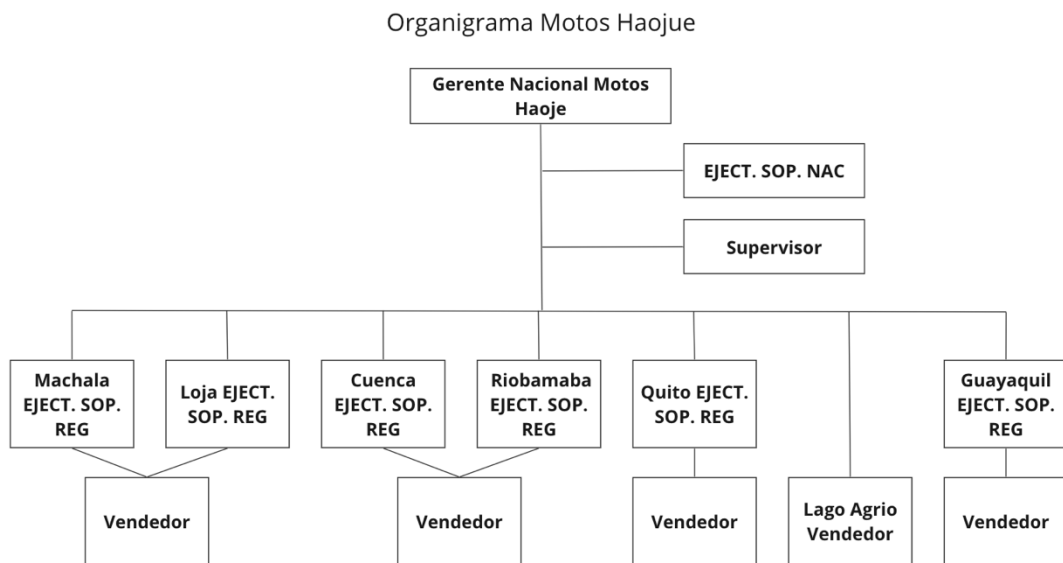 Organigrama Motos Haojue
Gerente Nacional Motos
Haoje
EJECT. SOP. NAC
Supervisor
Machala
EJECT. SOP.
REG
Loja EJECT.
SOP. REG
Cuenca
EJECT. SOP.
REG
Riobamaba
EJECT. SOP.
REG
Quito EJECT.
SOP. REG
Guayaquil
EJECT. SOP.
REG
Vendedor
Vendedor
Vendedor
Lago Agrio
Vendedor
Vendedor